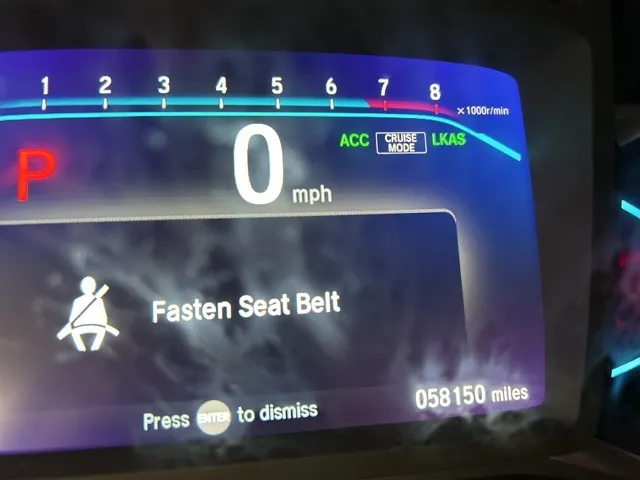 1 2 3 4 5 6 7 8
×1000r/min
P
0 mph
ACC CRUISE MODE LKAS
Fasten Seat Belt
Press ENTER to dismiss
058150 miles